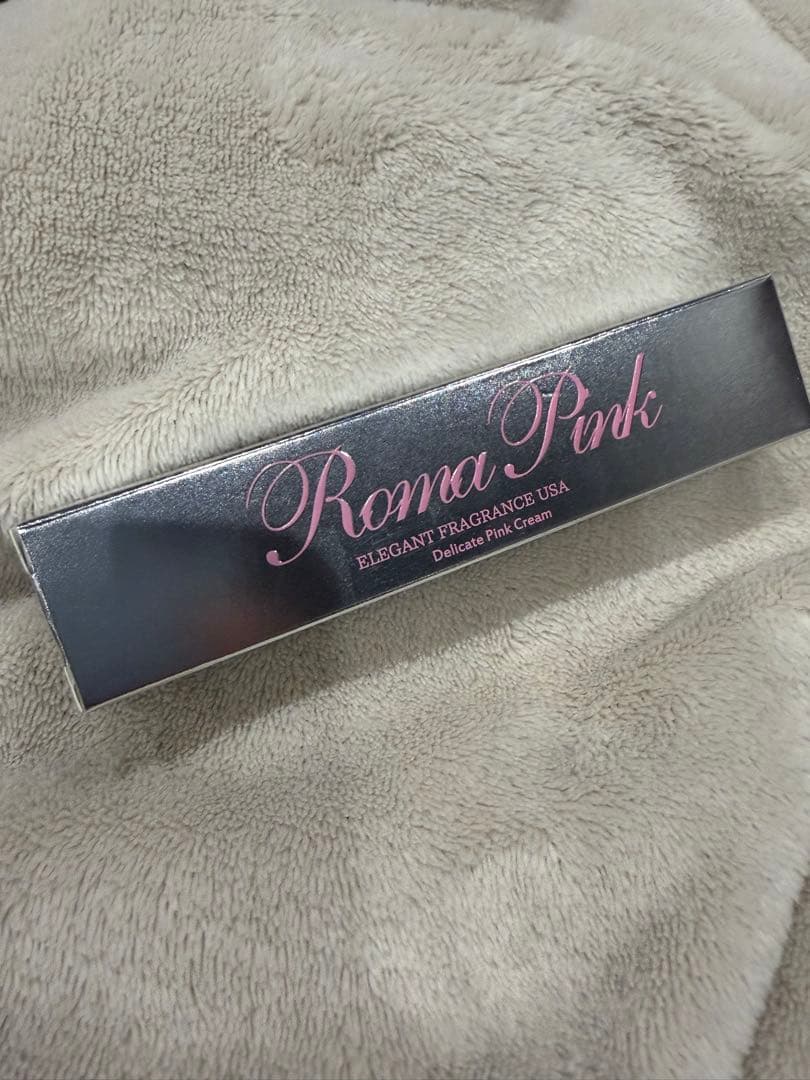 Roma Pink
ELEGANT FRAGRANCE USA
Delicate Pink Cream